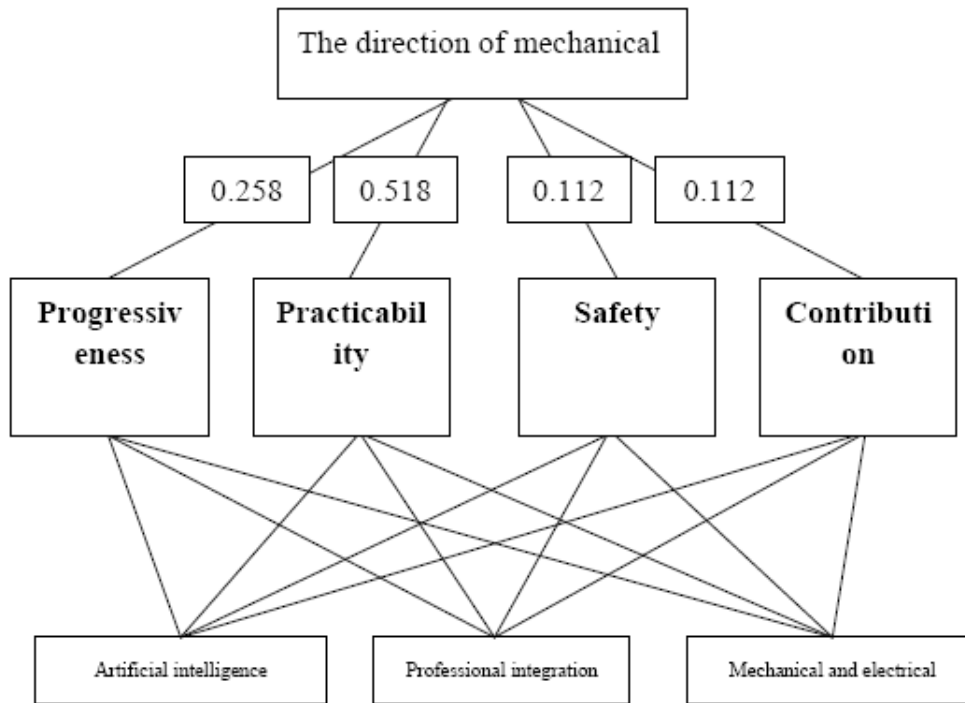 The direction of mechanical
0.258
0.518
0.112
0.112
Progressiv
eness
Practicabil
ity
Safety
Contributi
on
Artificial intelligence
Professional integration
Mechanical and electrical